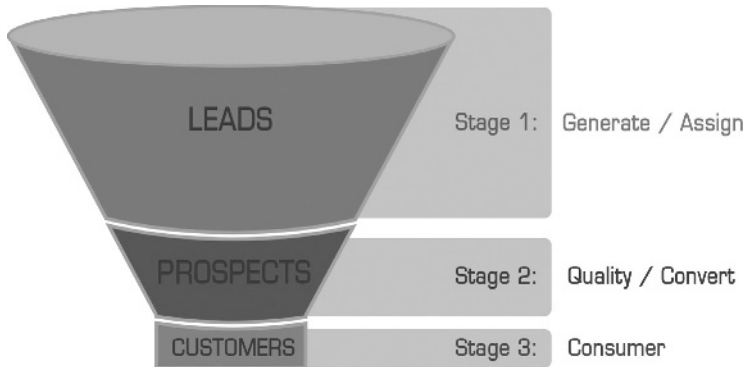 LEADS Stage 1: Generate / Assign
PROSPECTS Stage 2: Quality / Convert
CUSTOMERS Stage 3: Consumer